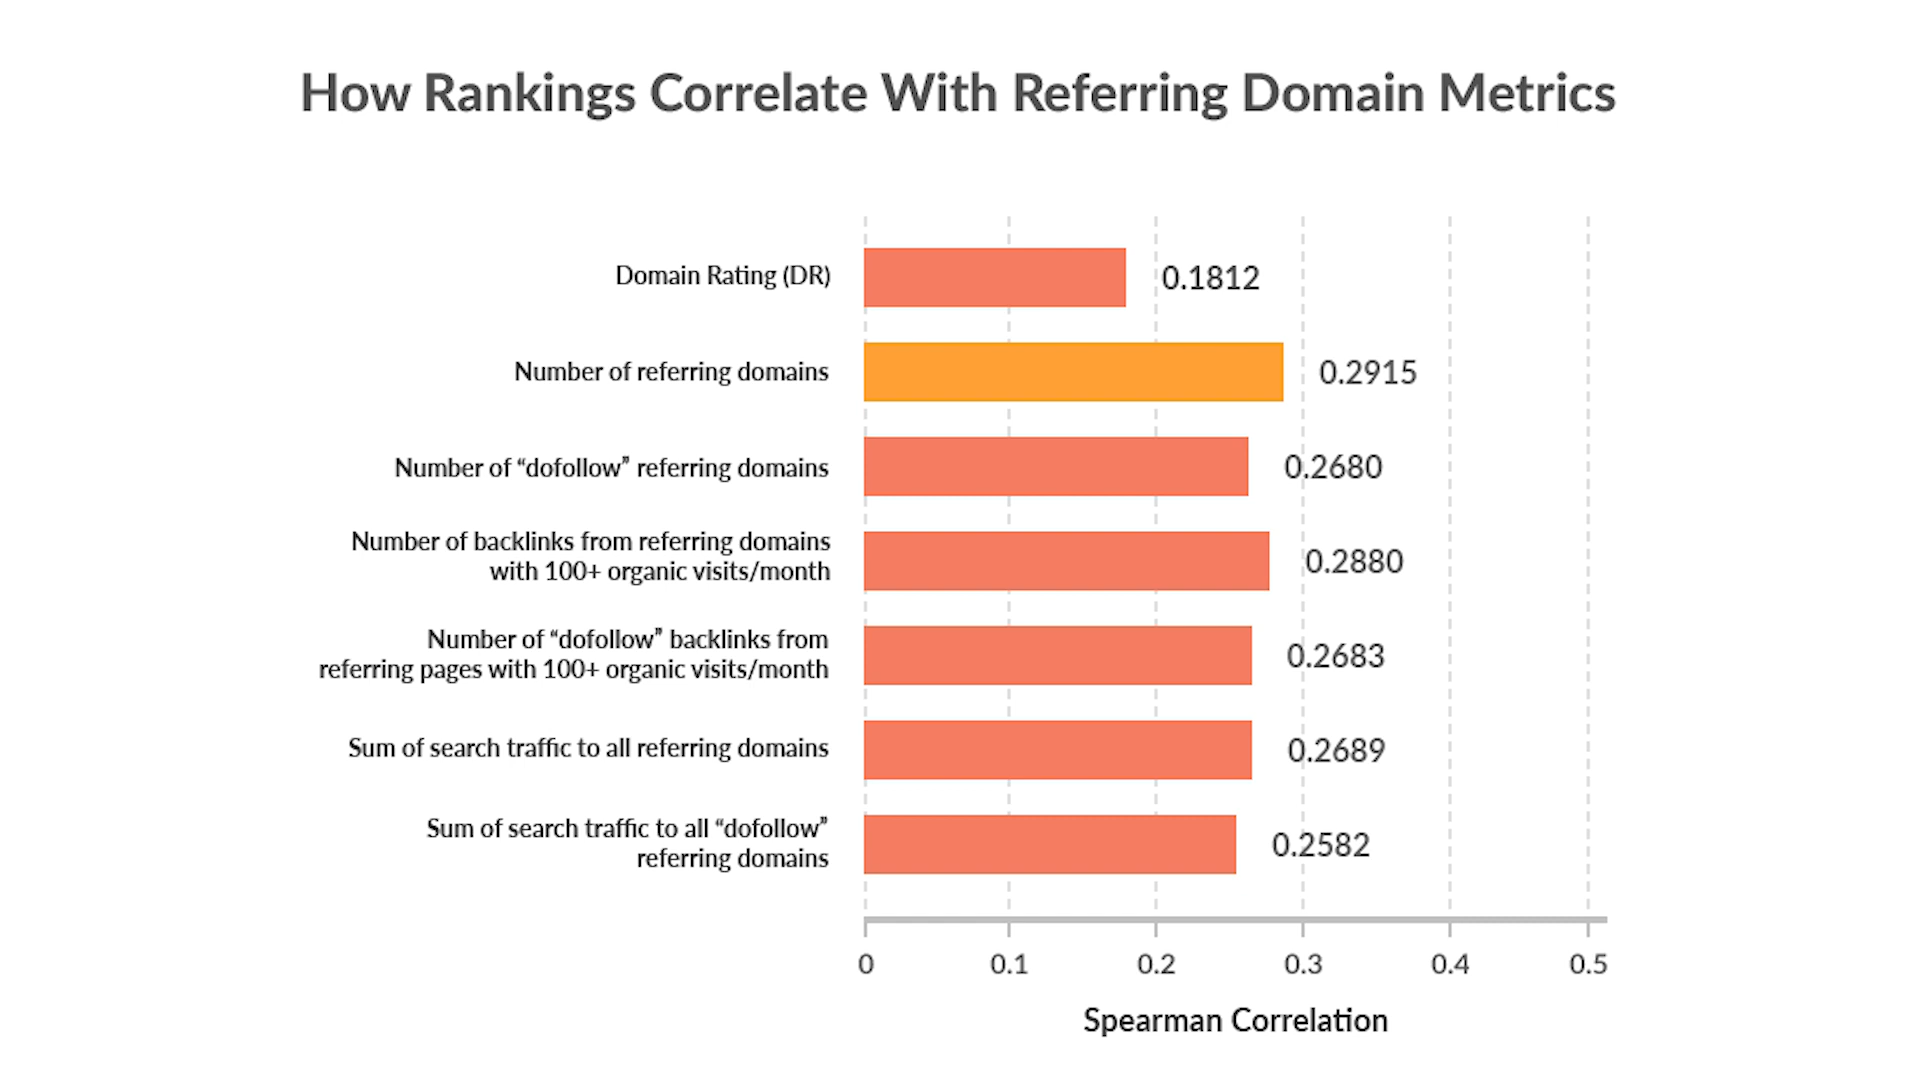 How Rankings Correlate With Referring Domain Metrics
Domain Rating (DR)
0.1812
Number of referring domains
0.2915
Number of “dofollow” referring domains
0.2680
Number of backlinks from referring domains
with 100+ organic visits/month
0.2880
Number of “dofollow” backlinks from
referring pages with 100+ organic visits/month
0.2683
Sum of search traffic to all referring domains
0.2689
Sum of search traffic to all “dofollow”
referring domains
0.2582
0 0.1 0.2 0.3 0.4 0.5
Spearman Correlation